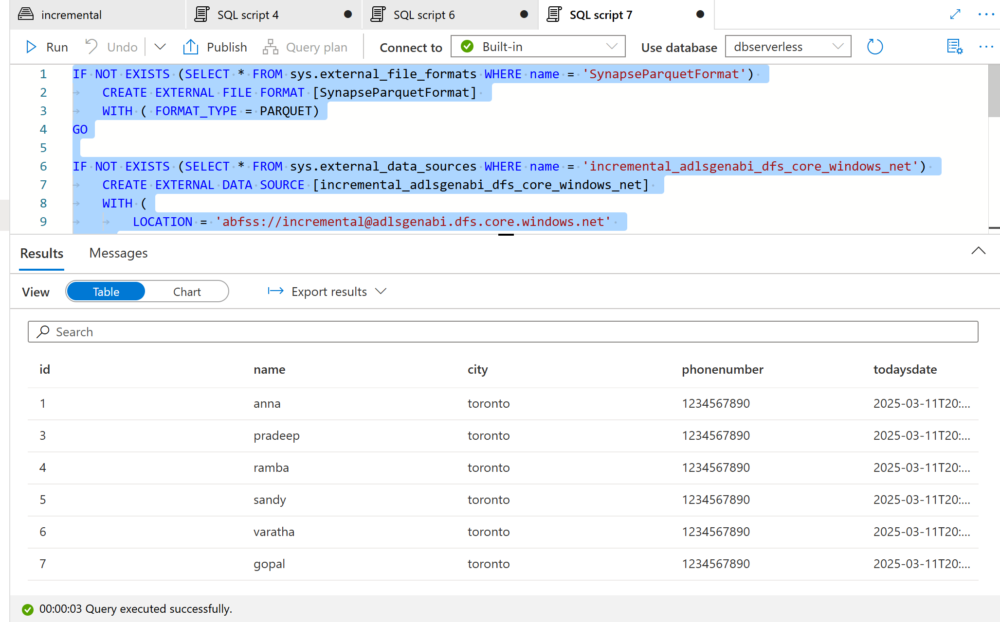 incremental SQL script 4 SQL script 6 SQL script 7
Run Undo Publish Query plan Connect to Built-in Use database dbserverless
1 IF NOT EXISTS (SELECT * FROM sys.external_file_formats WHERE name = 'SynapseParquetFormat')
2 CREATE EXTERNAL FILE FORMAT [SynapseParquetFormat]
3 WITH ( FORMAT_TYPE = PARQUET)
4 GO
5
6 IF NOT EXISTS (SELECT * FROM sys.external_data_sources WHERE name = 'incremental_adlsgenabi_dfs_core_windows_net')
7 CREATE EXTERNAL DATA SOURCE [incremental_adlsgenabi_dfs_core_windows_net]
8 WITH (
9 LOCATION = 'abfss://incremental@adlsgenabi.dfs.core.windows.net'
Results Messages
View Table Chart Export results
Search
id name city phonenumber todaysdate
1 anna toronto 1234567890 2025-03-11T20:...
3 pradeep toronto 1234567890 2025-03-11T20:...
4 ramba toronto 1234567890 2025-03-11T20:...
5 sandy toronto 1234567890 2025-03-11T20:...
6 varatha toronto 1234567890 2025-03-11T20:...
7 gopal toronto 1234567890 2025-03-11T20:...
00:00:03 Query executed successfully.